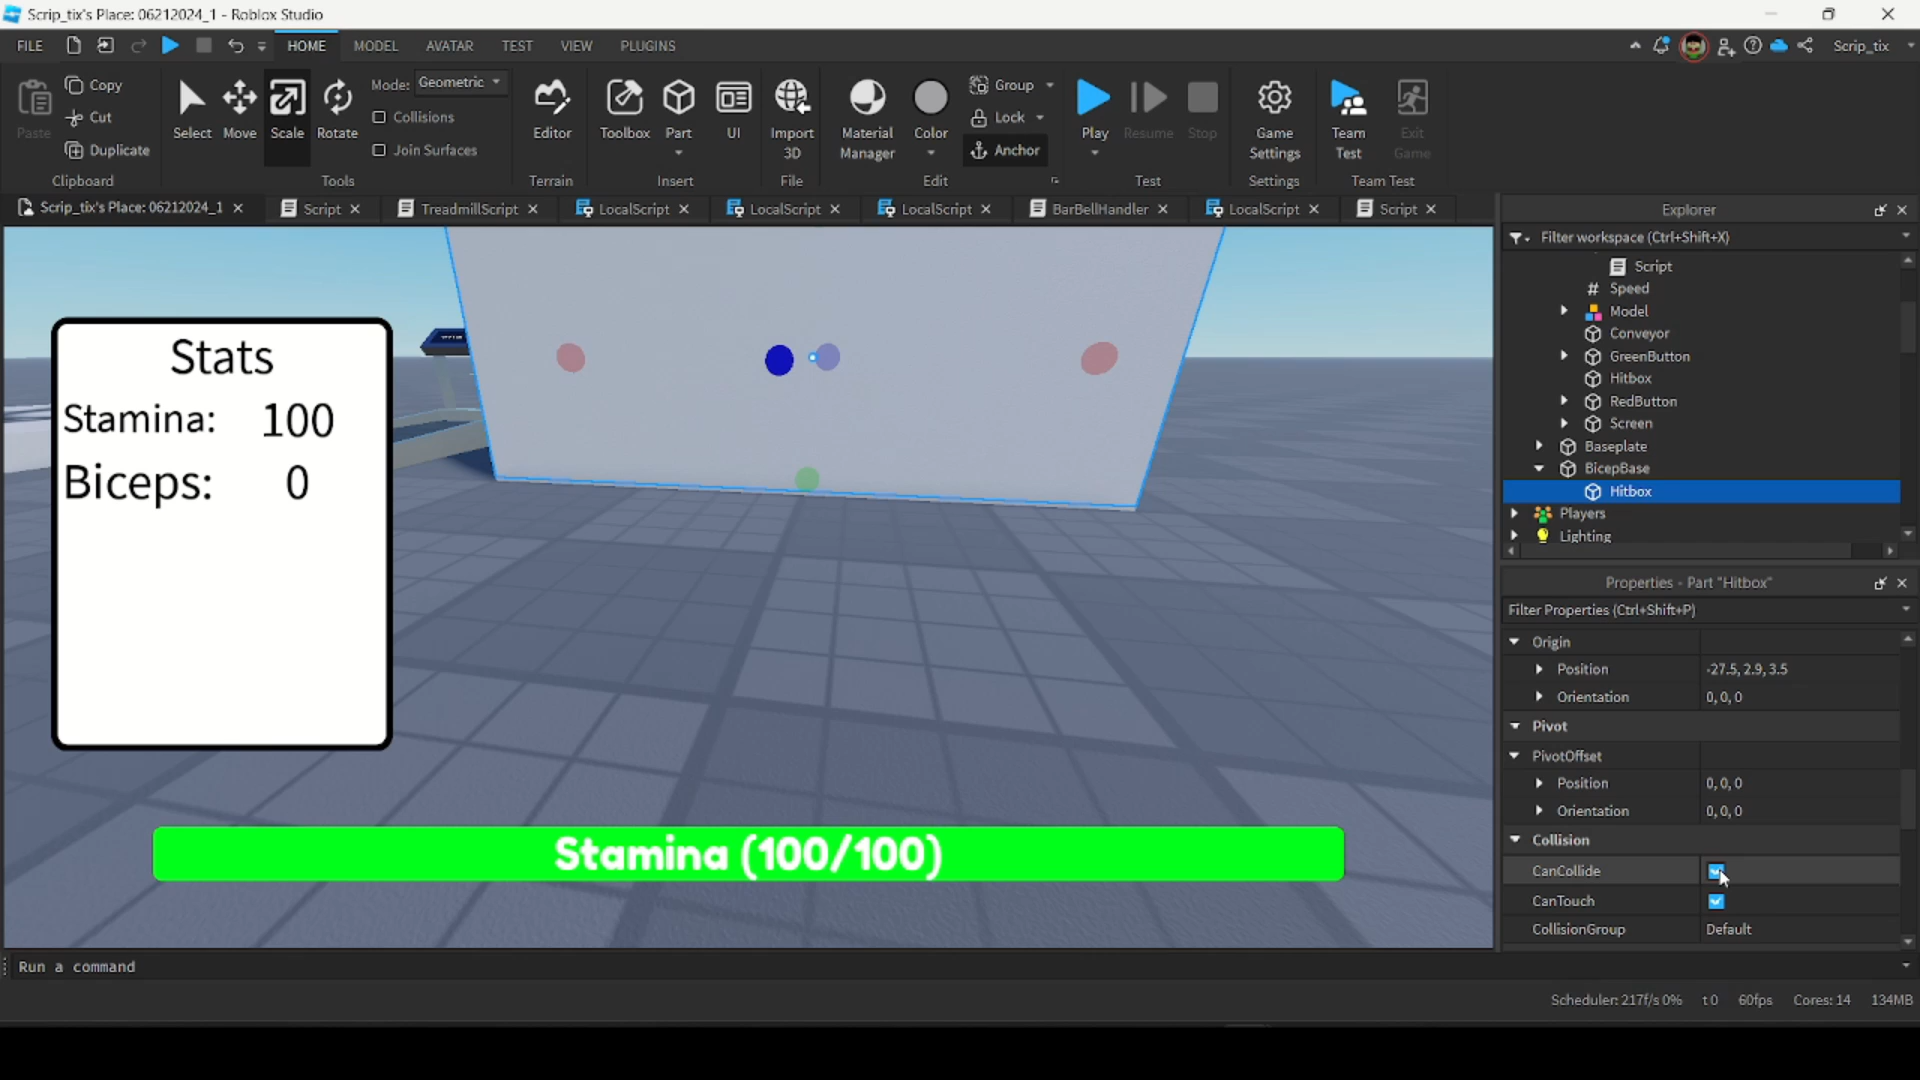 Scrip_tix's Place: 06212024_1 - Roblox Studio
FILE HOME MODEL AVATAR TEST VIEW PLUGINS Scrip_tix
Paste Copy Cut Duplicate Clipboard
Select Move Scale Rotate
Mode: Geometric
Collisions
Join Surfaces
Tools
Editor
Terrain
Toolbox Part UI
Insert
Import 3D
File
Material Manager
Color
Group
Lock
Anchor
Edit
Play Resume Stop
Test
Game Settings
Settings
Team Test
Exit Game
Team Test
Scrip_tix's Place: 06212024_1 Script TreadmillScript LocalScript LocalScript LocalScript BarBellHandler LocalScript Script
Stats
Stamina: 100
Biceps: 0
Stamina (100/100)
Explorer
Filter workspace (Ctrl+Shift+X)
Script
Speed
Model
Conveyor
GreenButton
Hitbox
RedButton
Screen
Baseplate
BicepBase
Hitbox
Players
Lighting
Properties - Part "Hitbox"
Filter Properties (Ctrl+Shift+P)
Origin
Position -27.5, 2.9, 3.5
Orientation 0, 0, 0
Pivot
PivotOffset
Position 0, 0, 0
Orientation 0, 0, 0
Collision
CanCollide
CanTouch
CollisionGroup Default
Run a command
Scheduler: 217f/s 0% t 0 60fps Cores: 14 134MB